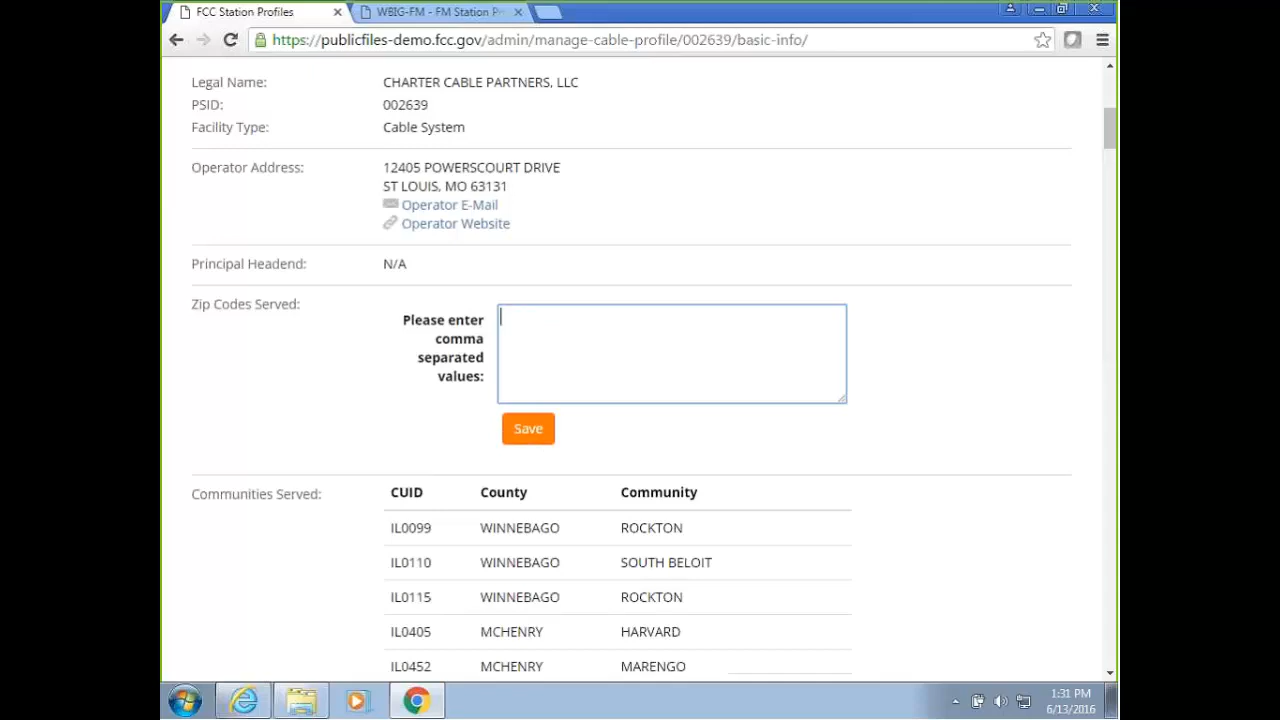 FCC Station Profiles
WBIG-FM - FM Station Pr
https://publicfiles-demo.fcc.gov/admin/manage-cable-profile/002639/basic-info/
Legal Name: CHARTER CABLE PARTNERS, LLC
PSID: 002639
Facility Type: Cable System
Operator Address: 12405 POWERSCOURT DRIVE
ST LOUIS, MO 63131
Operator E-Mail
Operator Website
Principal Headend: N/A
Zip Codes Served:
Please enter
comma
separated
values:
Save
Communities Served:
CUID County Community
IL0099 WINNEBAGO ROCKTON
IL0110 WINNEBAGO SOUTH BELOIT
IL0115 WINNEBAGO ROCKTON
IL0405 MCHENRY HARVARD
IL0452 MCHENRY MARENGO
1:31 PM
6/13/2016